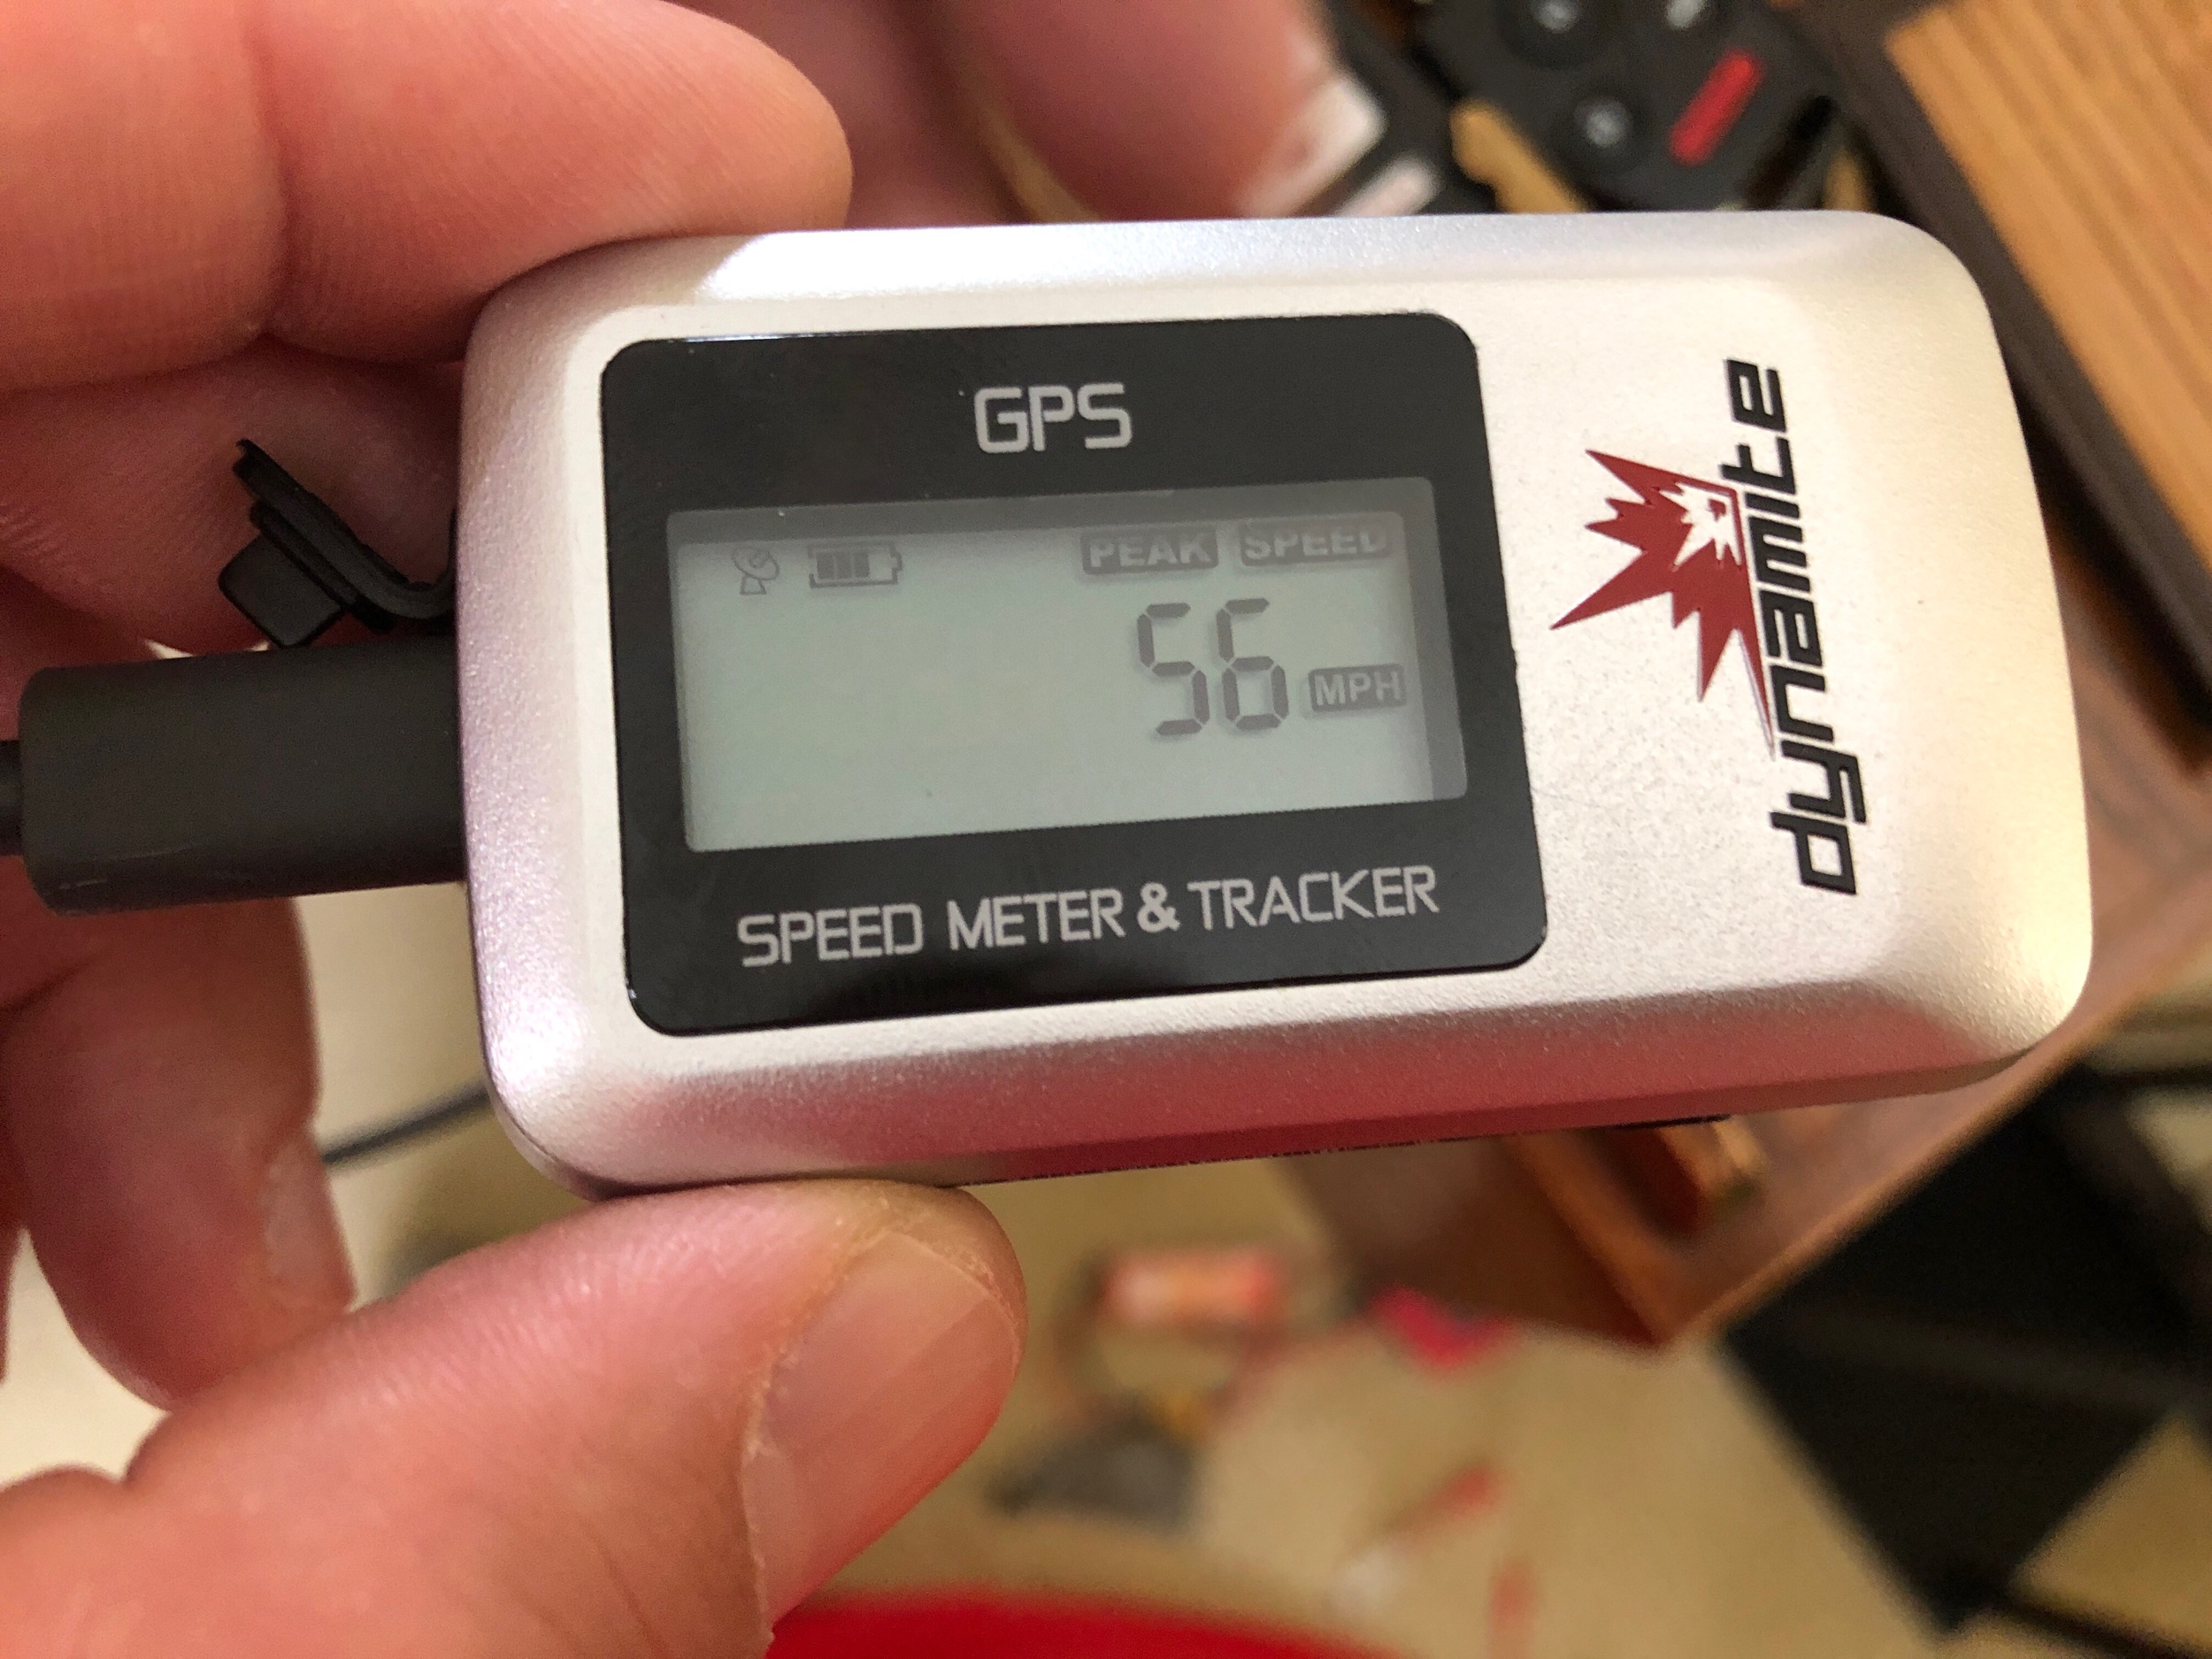 GPS
PEAK SPEED
56 MPH
SPEED METER & TRACKER
dynamite